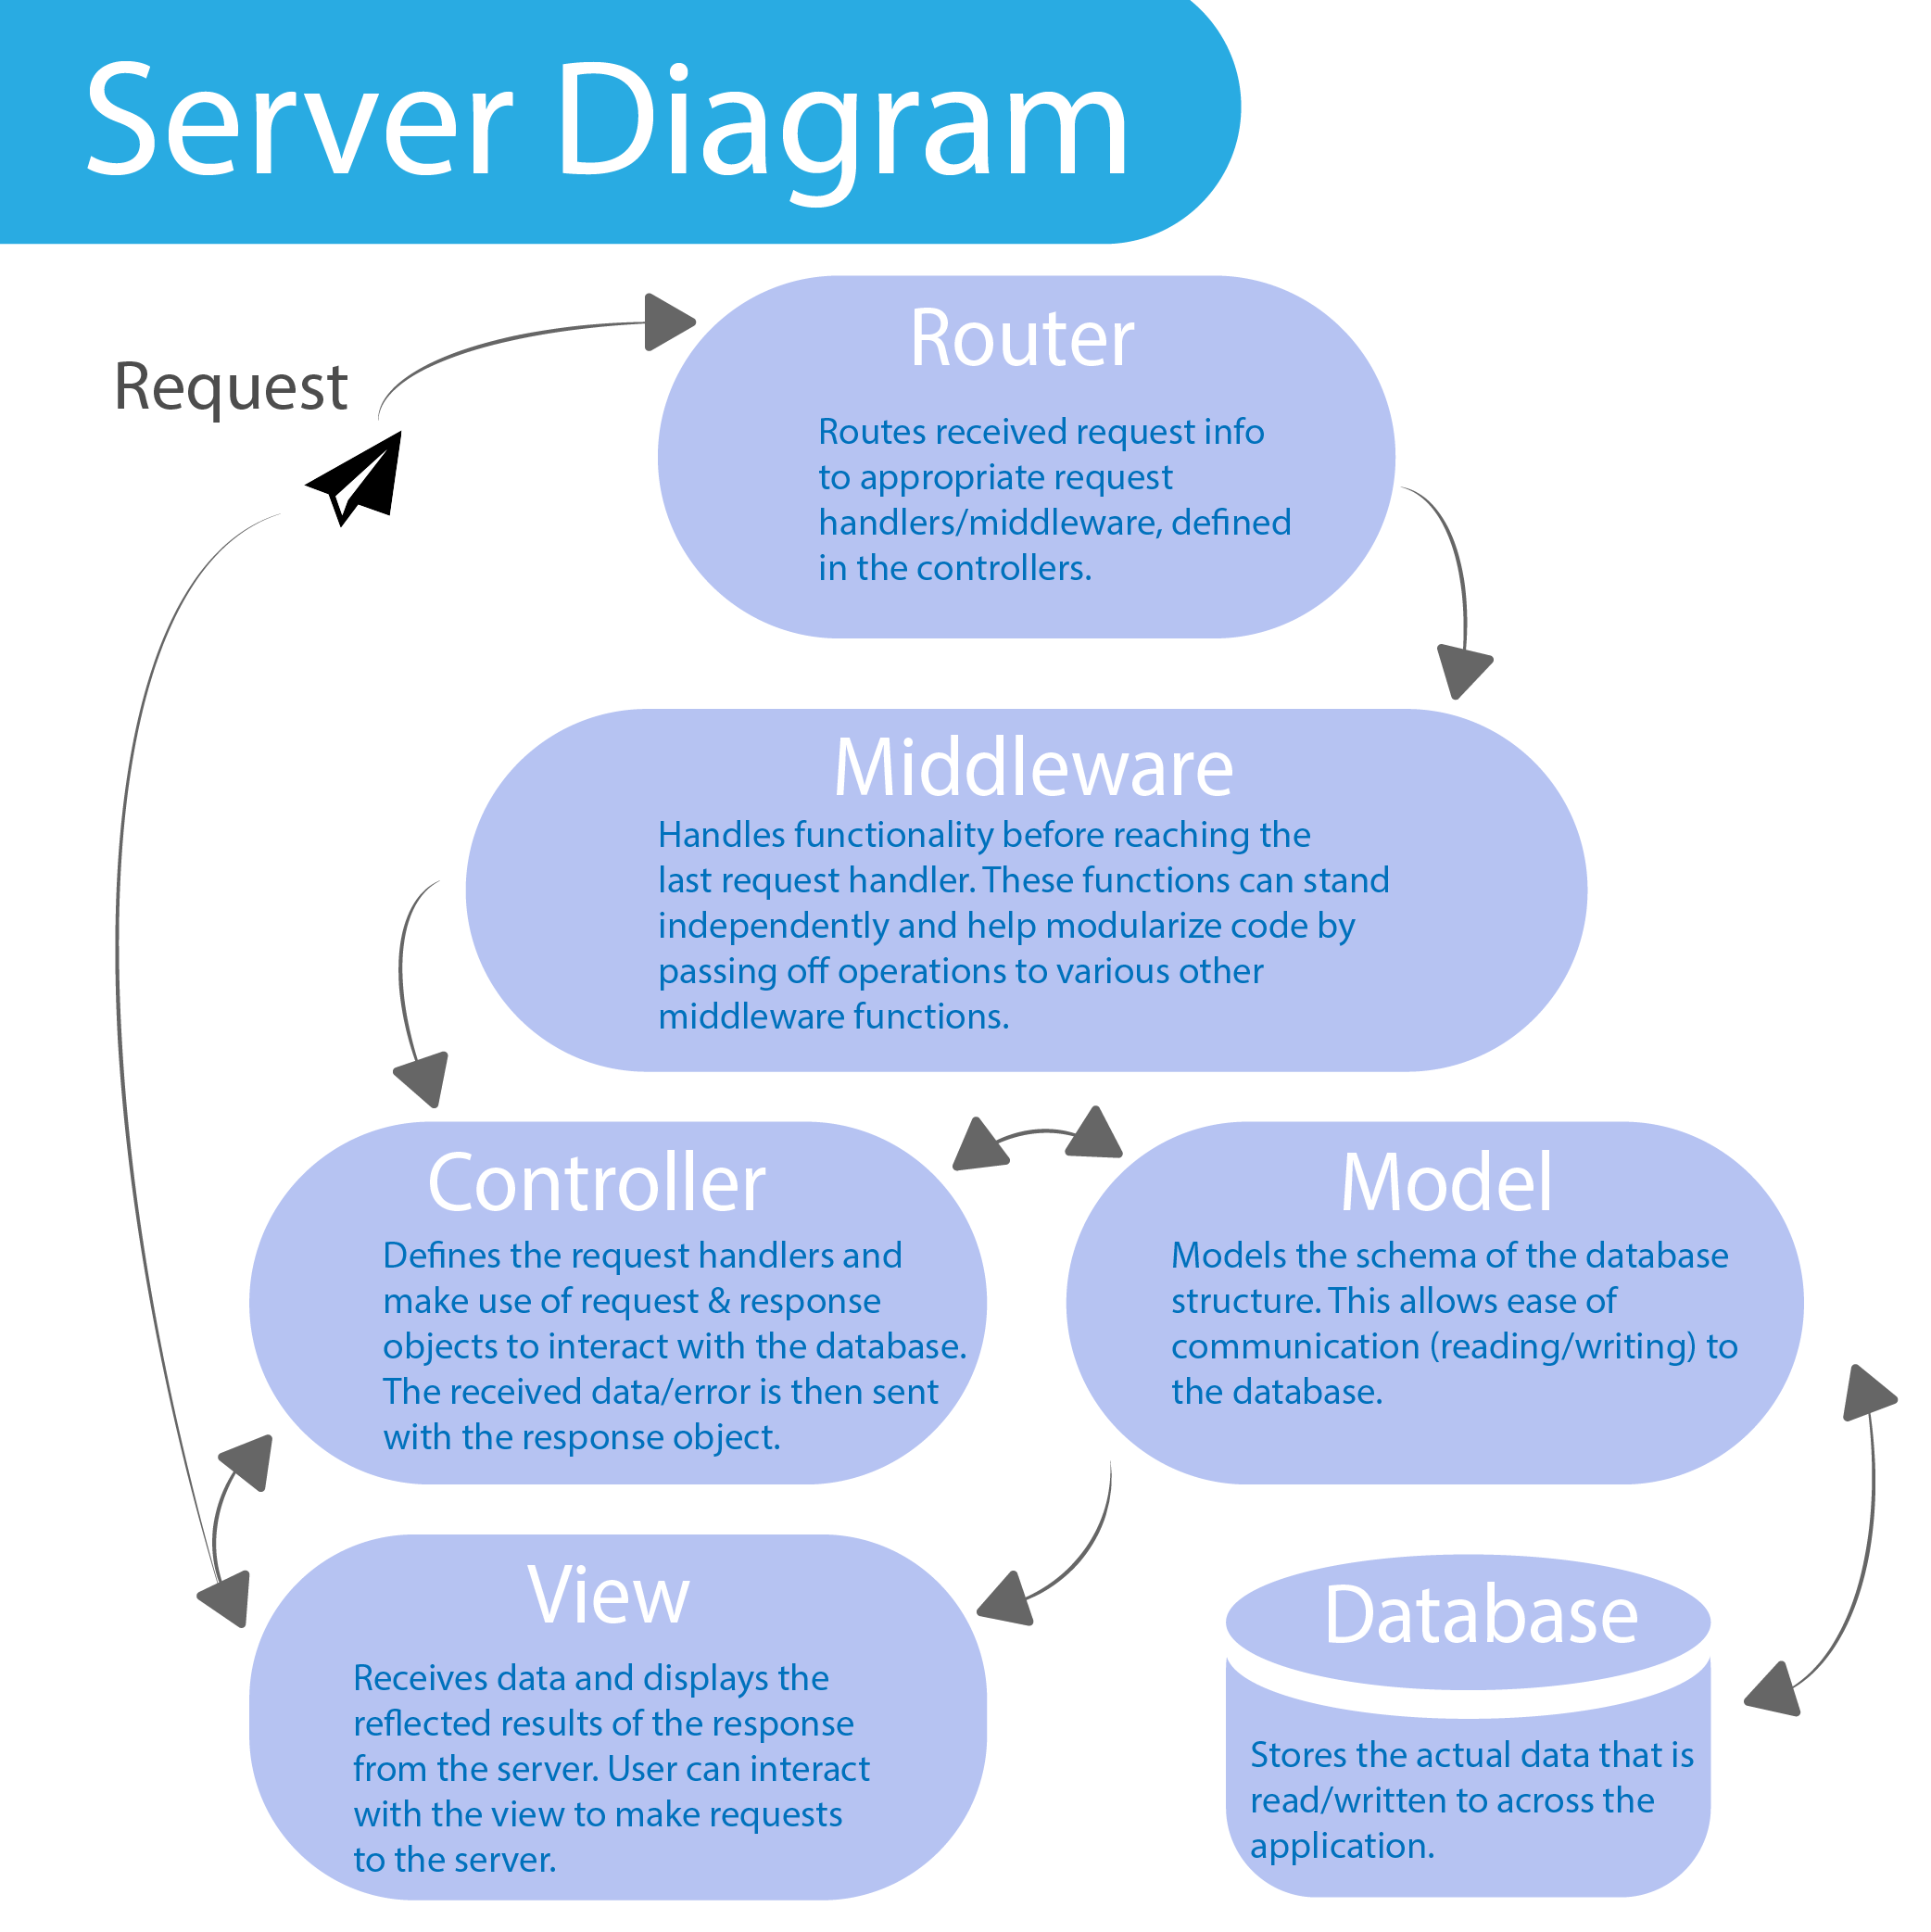 Server Diagram
Request
Router
Routes received request info
to appropriate request
handlers/middleware, defined
in the controllers.
Middleware
Handles functionality before reaching the
last request handler. These functions can stand
independently and help modularize code by
passing off operations to various other
middleware functions.
Controller
Defines the request handlers and
make use of request & response
objects to interact with the database.
The received data/error is then sent
with the response object.
Model
Models the schema of the database
structure. This allows ease of
communication (reading/writing) to
the database.
View
Receives data and displays the
reflected results of the response
from the server. User can interact
with the view to make requests
to the server.
Database
Stores the actual data that is
read/written to across the
application.